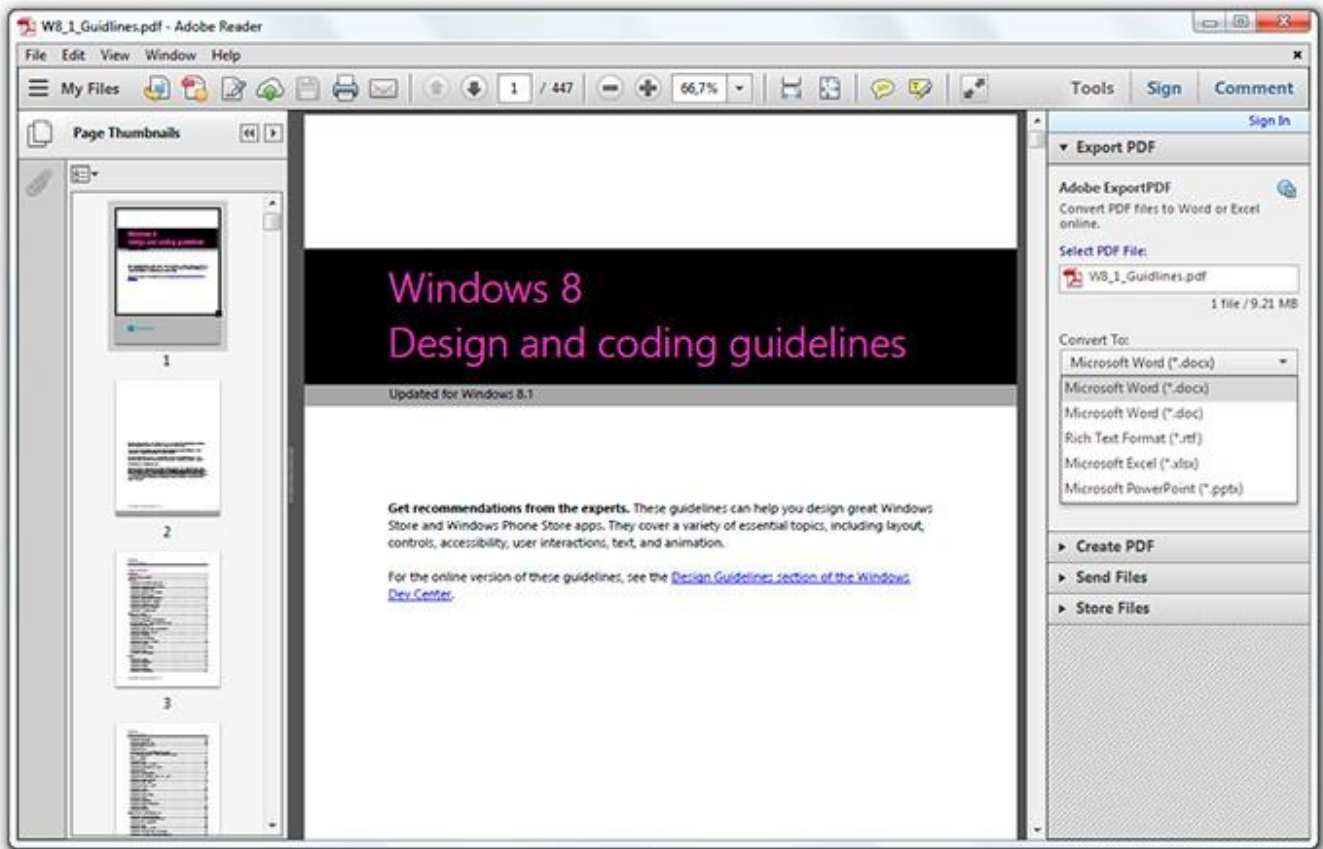 W8_1_Guidlines.pdf - Adobe Reader
File Edit View Window Help
My Files 1 / 447 66,7% Tools Sign Comment
Page Thumbnails
1
2
3
Windows 8
Design and coding guidelines
Updated for Windows 8.1
Get recommendations from the experts. These guidelines can help you design great Windows
Store and Windows Phone Store apps. They cover a variety of essential topics, including layout,
controls, accessibility, user interactions, text, and animation.
For the online version of these guidelines, see the Design Guidelines section of the Windows
Dev Center.
Sign In
Export PDF
Adobe ExportPDF
Convert PDF files to Word or Excel
online.
Select PDF File:
W8_1_Guidlines.pdf
1 file / 9.21 MB
Convert To:
Microsoft Word (*.docx)
Microsoft Word (*.docx)
Microsoft Word (*.doc)
Rich Text Format (*.rtf)
Microsoft Excel (*.xlsx)
Microsoft PowerPoint (*.pptx)
Create PDF
Send Files
Store Files